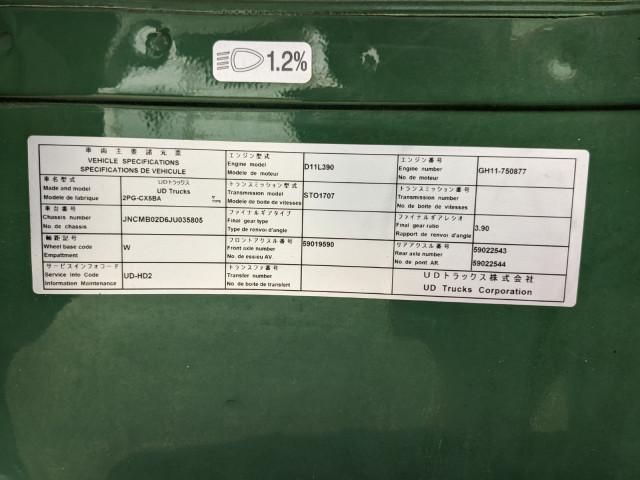 1.2%
車両主要諸元票
VEHICLE SPECIFICATIONS
SPECIFICATIONS DE VEHICULE
エンジン型式
Engine model
Modele de moteur
D11L390
エンジン番号
Engine number
No. de moteur
GH11-750877
車名型式
Made and model
Modele de fabrique
UDトラックス
UD Trucks
2PG-CX5BA
トランスミッション型式
Transmission model
Modele de boite de vitesses
STO1707
トランスミッション番号
Transmission number
No. de boite de vitesses
車台番号
Chassis number
No. de chassis
JNCMB02D6JU035805
ファイナルギアタイプ
Final gear type
Type de renvoi d'angle
ファイナルギアレシオ
Final gear ratio
Rapport de renvoi d'angle
3.90
軸距記号
Wheel base code
Empattment
W
フロントアクスル番号
Front axle number
No. de essieu AV.
59019590
リアアクスル番号
Rear axle number
No. de pont AR.
59022543
59022544
サービスインフォコード
Service info Code
Information Maintenance
UD-HD2
トランスファ番号
Transfer number
No. de boite de transfert
UDトラックス株式会社
UD Trucks Corporation